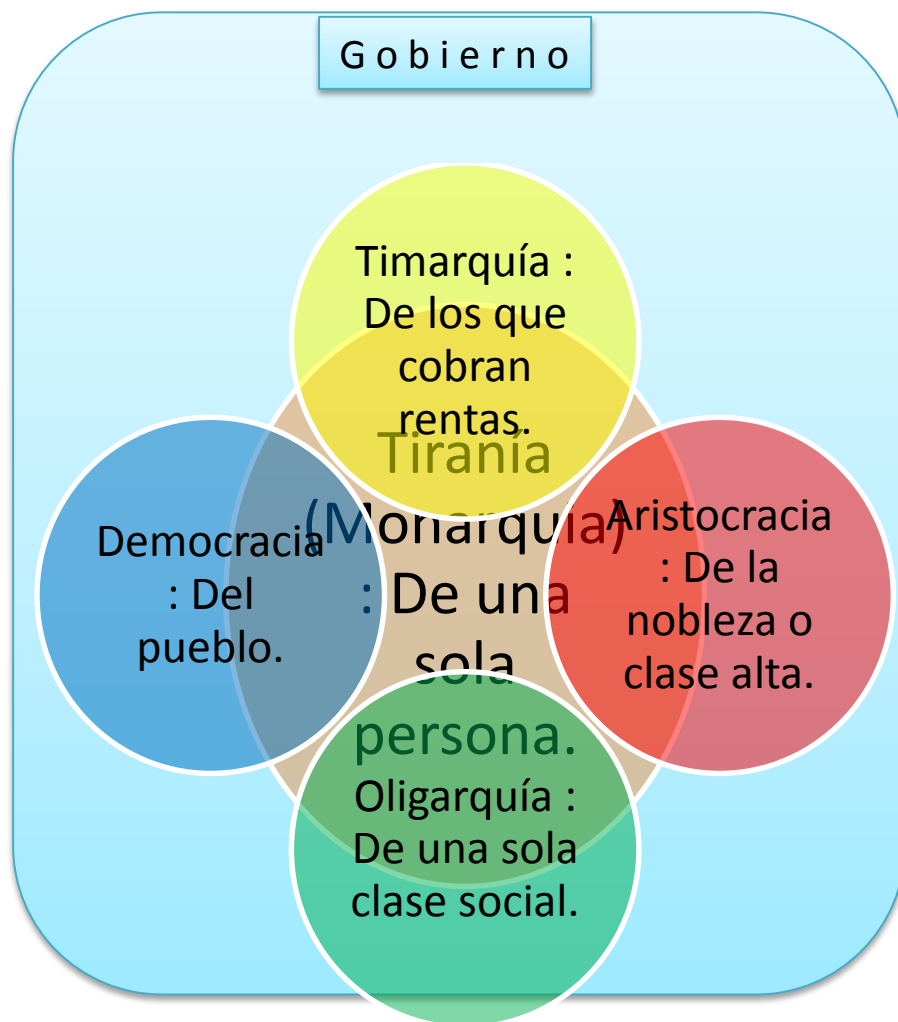 Gobierno
Timarquía :
De los que
cobran
rentas.
Tiranía
(Monarquía)
: De una
sola
persona.
Democracia
: Del
pueblo.
Aristocracia
: De la
nobleza o
clase alta.
Oligarquía :
De una sola
clase social.